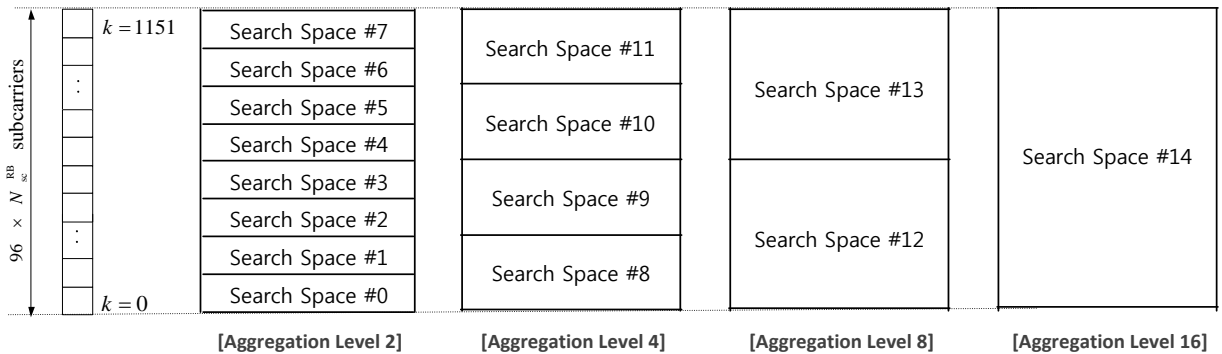 96 × N_sc^RB subcarriers
k = 1151
:
:
k = 0
Search Space #7
Search Space #6
Search Space #5
Search Space #4
Search Space #3
Search Space #2
Search Space #1
Search Space #0
[Aggregation Level 2]
Search Space #11
Search Space #10
Search Space #9
Search Space #8
[Aggregation Level 4]
Search Space #13
Search Space #12
[Aggregation Level 8]
Search Space #14
[Aggregation Level 16]